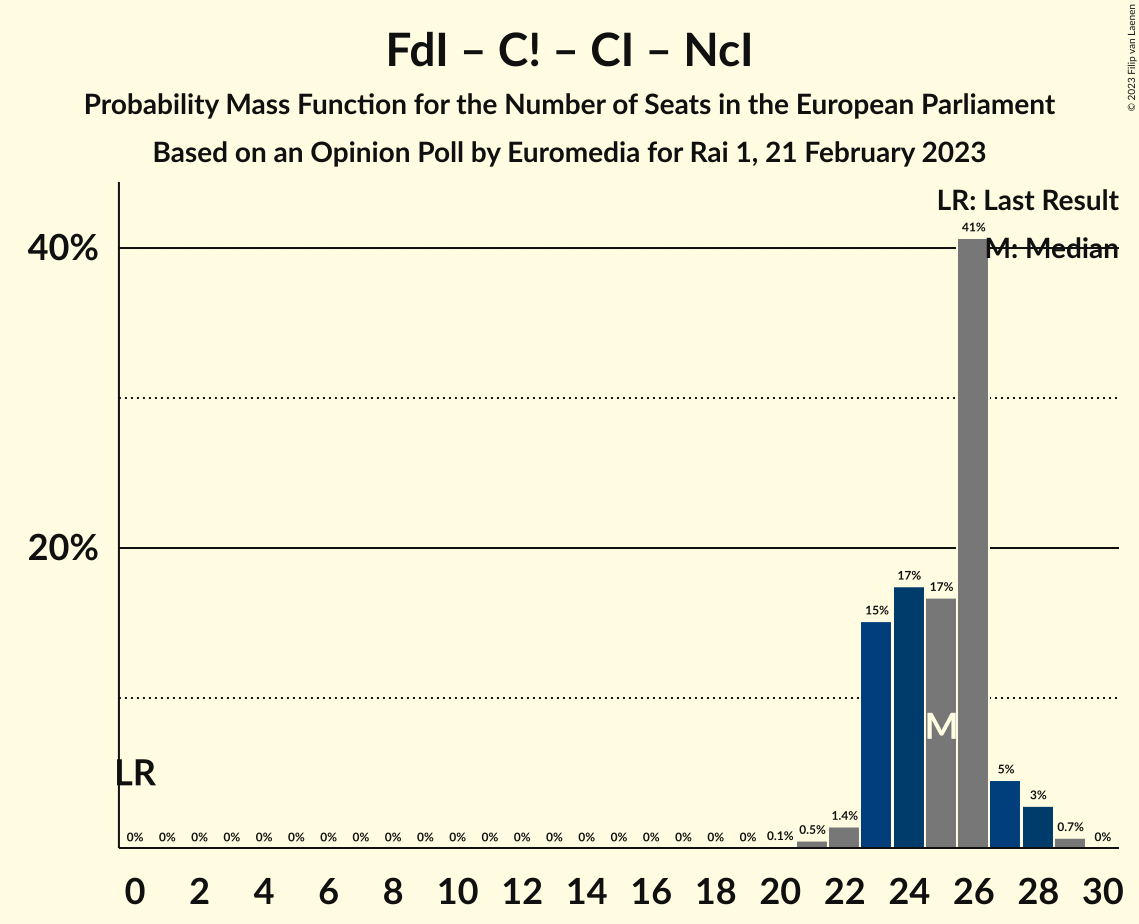 FdI – C! – CI – NcI
Probability Mass Function for the Number of Seats in the European Parliament
Based on an Opinion Poll by Euromedia for Rai 1, 21 February 2023
© 2023 Filip van Laenen
LR: Last Result
M: Median
40%
20%
41%
17%
17%
15%
M
LR
5%
3%
0% 0% 0% 0% 0% 0% 0% 0% 0% 0% 0% 0% 0% 0% 0% 0% 0% 0% 0% 0% 0.1% 0.5% 1.4% 0.7% 0%
0 2 4 6 8 10 12 14 16 18 20 22 24 26 28 30